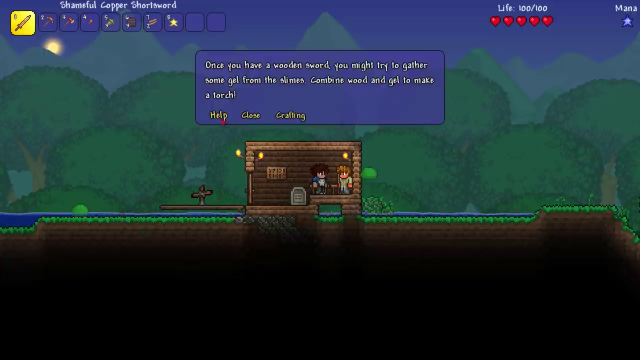 Shameful Copper Shortsword
Life: 100/100
Mana
Once you have a wooden sword, you might try to gather
some gel from the slimes. Combine wood and gel to make
a torch!
Help Close Crafting